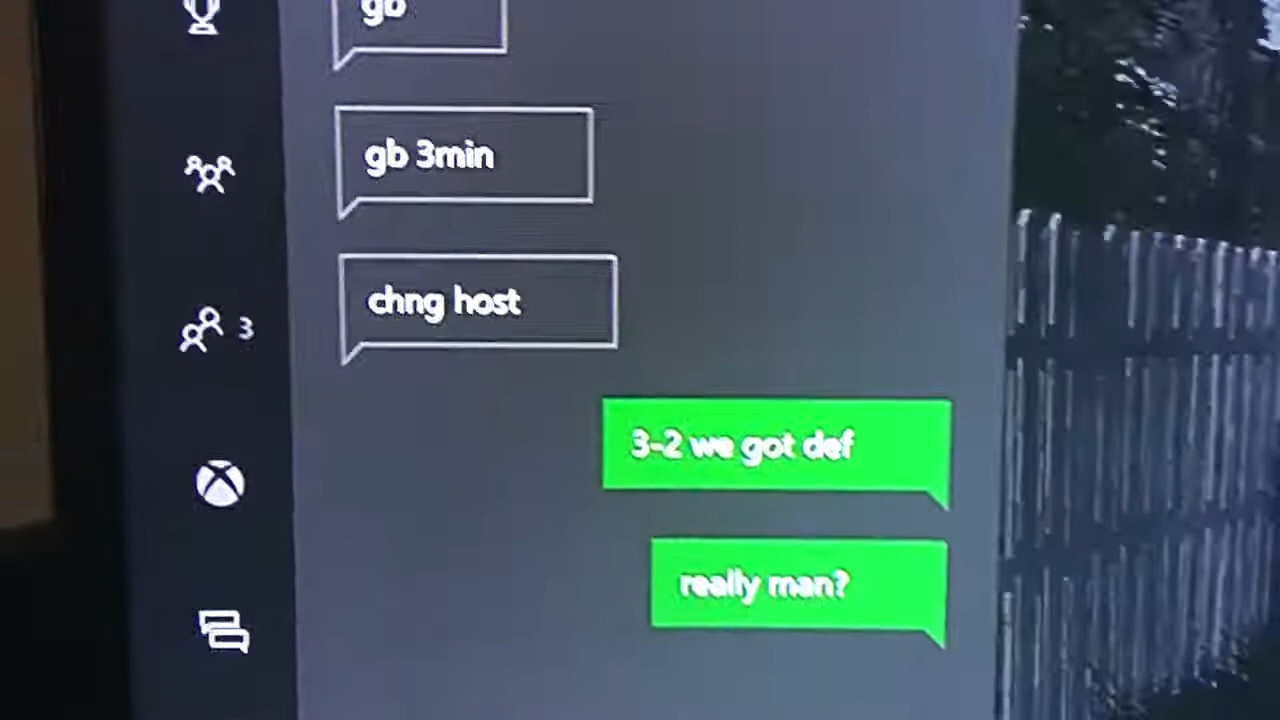 gb
gb 3min
chng host
3
3-2 we got def
really man?